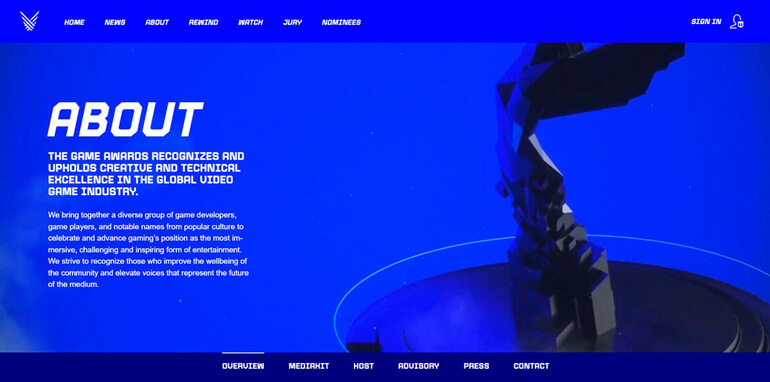 HOME NEWS ABOUT REWIND WATCH JURY NOMINEES SIGN IN
ABOUT
THE GAME AWARDS RECOGNIZES AND
UPHOLDS CREATIVE AND TECHNICAL
EXCELLENCE IN THE GLOBAL VIDEO
GAME INDUSTRY.
We bring together a diverse group of game developers,
game players, and notable names from popular culture to
celebrate and advance gaming's position as the most im-
mersive, challenging and inspiring form of entertainment.
We strive to recognize those who improve the wellbeing of
the community and elevate voices that represent the future
of the medium.
OVERVIEW MEDIAKIT HOST ADVISORY PRESS CONTACT